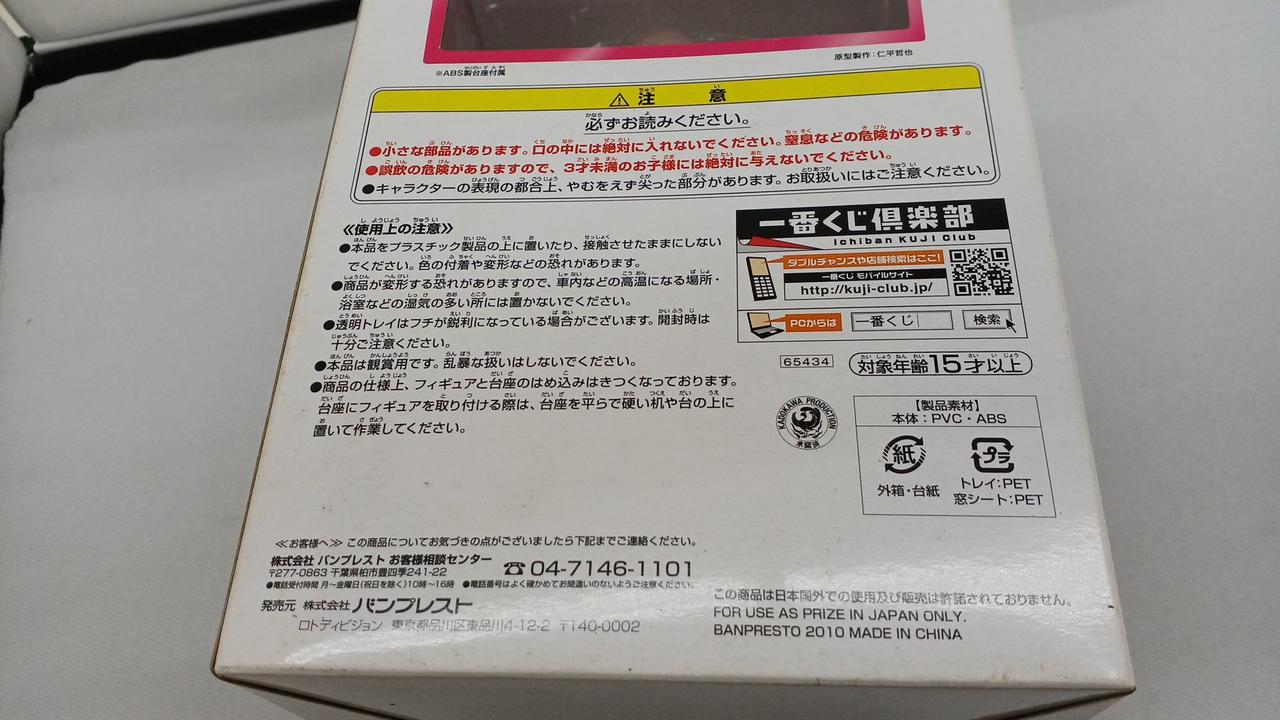 ※ABS製台座付属
原型製作：仁平哲也
⚠注 意
必ずお読みください。
●小さな部品があります。口の中には絶対に入れないでください。窒息などの危険があります。
●誤飲の危険がありますので、3才未満のお子様には絶対に与えないでください。
●キャラクターの表現の都合上、やむをえず尖った部分があります。お取扱いにはご注意ください。
≪使用上の注意≫
●本品をプラスチック製品の上に置いたり、接触させたままにしない
でください。色の付着や変形などの恐れがあります。
●商品が変形する恐れがありますので、車内などの高温になる場所・
浴室などの湿気の多い所には置かないでください。
●透明トレイはフチが鋭利になっている場合がございます。開封時は
十分ご注意ください。
●本品は観賞用です。乱暴な扱いはしないでください。
●商品の仕様上、フィギュアと台座のはめ込みはきつくなっております。
台座にフィギュアを取り付ける際は、台座を平らで硬い机や台の上に
置いて作業してください。
一番くじ倶楽部
Ichiban KUJI Club
ダブルチャンスや店舗検索はここ!
一番くじ モバイルサイト
http://kuji-club.jp/
PCからは 一番くじ 検索
65434
対象年齢15才以上
KADOKAWA PRODUCTION
承認済
【製品素材】
本体：PVC・ABS
紙
プラ
外箱・台紙
トレイ：PET
窓シート：PET
≪お客様へ≫ この商品についてお気づきの点がございましたら下記までご連絡ください。
株式会社 バンプレスト お客様相談センター
〒277-0863 千葉県柏市豊四季241-22
☎04-7146-1101
●電話受付時間 月〜金曜日(祝日を除く)10時〜16時 ●電話番号はよく確かめてお間違いのないようご注意ください。
発売元 株式会社 バンプレスト
ロトディビジョン 東京都品川区東品川4-12-2 〒140-0002
この商品は日本国外での使用及び販売は許諾されておりません。
FOR USE AS PRIZE IN JAPAN ONLY.
BANPRESTO 2010 MADE IN CHINA